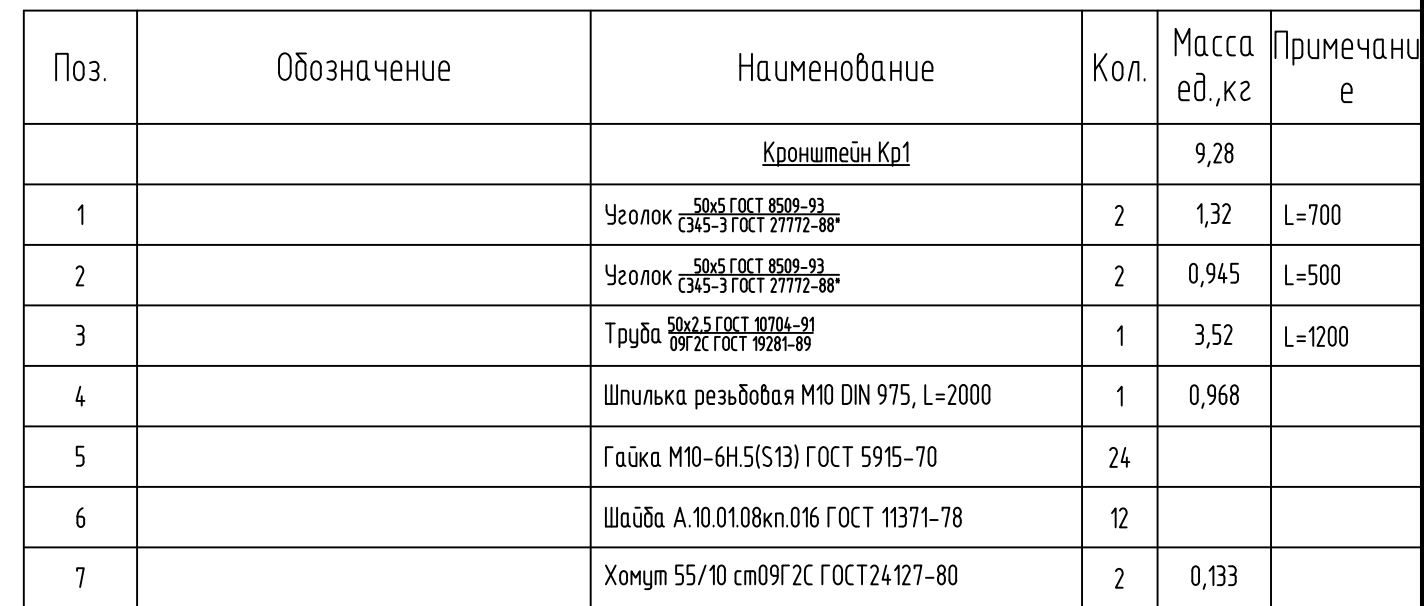 Поз. Обозначение Наименование Кол. Масса ед.,кг Примечание
Кронштейн Кр1 9,28
1 Уголок 50х5 ГОСТ 8509-93 2 1,32 L=700
С345-3 ГОСТ 27772-88*
2 Уголок 50х5 ГОСТ 8509-93 2 0,945 L=500
С345-3 ГОСТ 27772-88*
3 Труба 50х2,5 ГОСТ 10704-91 1 3,52 L=1200
09Г2С ГОСТ 19281-89
4 Шпилька резьбовая М10 DIN 975, L=2000 1 0,968
5 Гайка М10-6Н.5(S13) ГОСТ 5915-70 24
6 Шайба А.10.01.08кп.016 ГОСТ 11371-78 12
7 Хомут 55/10 ст09Г2С ГОСТ24127-80 2 0,133